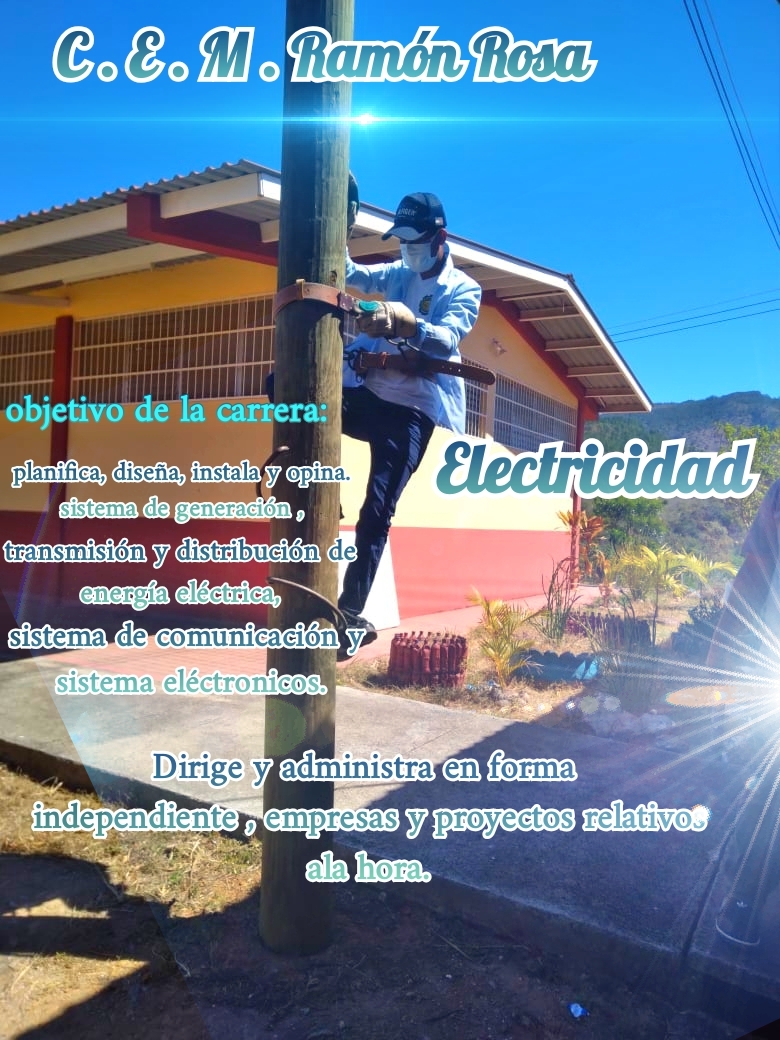 C.E.M. Ramón Rosa
objetivo de la carrera:
Electricidad
planifica, diseña, instala y opina.
sistema de generación ,
transmisión y distribución de
energía eléctrica,
sistema de comunicación y
sistema eléctronicos.
Dirige y administra en forma
independiente , empresas y proyectos relativos
ala hora.